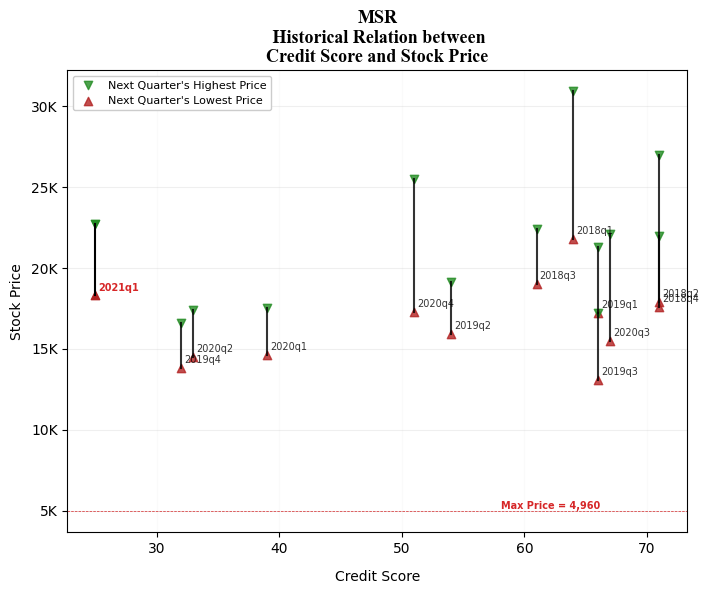 MSR
Historical Relation between
Credit Score and Stock Price
Next Quarter's Highest Price
Next Quarter's Lowest Price
Stock Price
30K
25K
20K
15K
10K
5K
2018q1
2018q3
2021q1
2018q2
2018q4
2020q4
2019q1
2019q2
2020q3
2020q1
2020q2
2019q4
2019q3
Max Price = 4,960
30
40
50
60
70
Credit Score